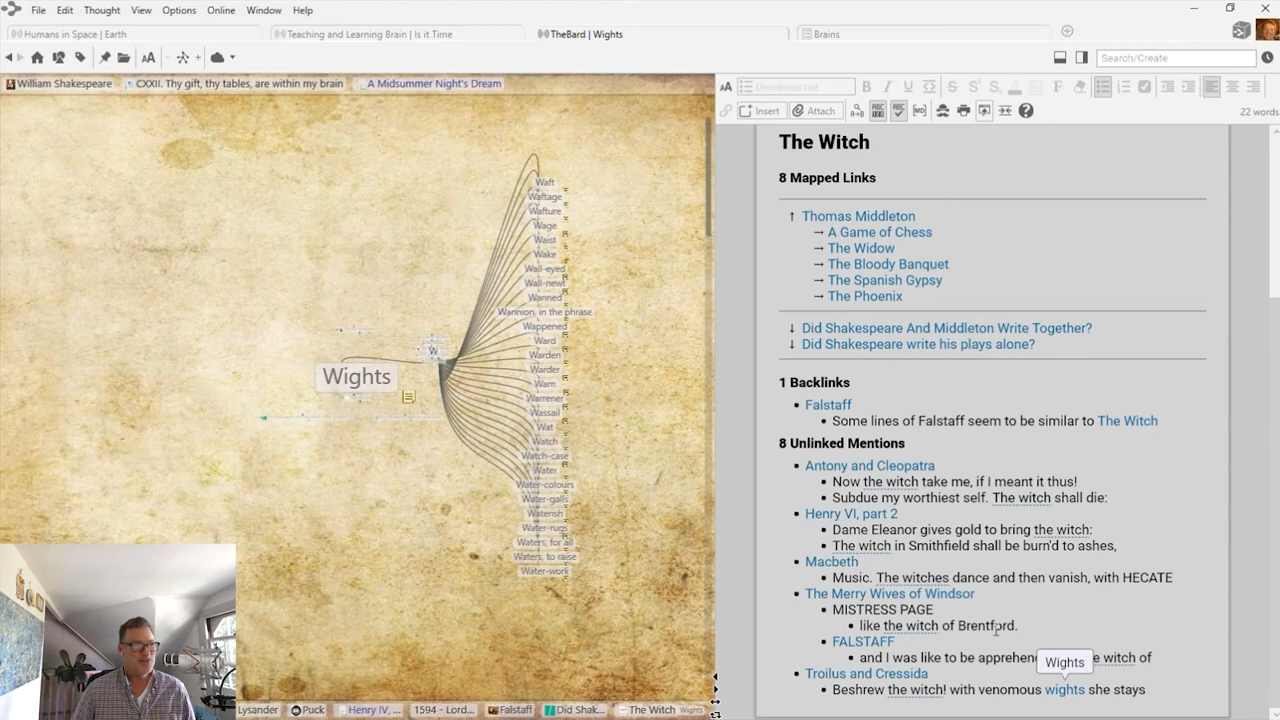 File Edit View Thought Options Online Window Help
Humans in Space | Earth
Teaching and Learning Brain | Is it Time
TheBard | Wights
Brains
Search/Create
William Shakespeare
CXXII. Thy gift, thy tables, are within my brain
A Midsummer Night's Dream
Unordered List
Insert
Attach
22 words
Waft
Waftage
Wafture
Wage
Waist
Wake
Wall-eyed
Wall-newt
Wanned
Wannion, in the phrase
Wappened
Ward
Warden
Warder
Warn
Warrener
Wassail
Wat
Watch
Watch-case
Water
Water-colours
Water-galls
Waterish
Water-rugs
Waters, for all
Waters, to raise
Water-work
W
Wights
The Witch
8 Mapped Links
↑ Thomas Middleton
→ A Game of Chess
→ The Widow
→ The Bloody Banquet
→ The Spanish Gypsy
→ The Phoenix
↓ Did Shakespeare And Middleton Write Together?
↓ Did Shakespeare write his plays alone?
1 Backlinks
• Falstaff
• Some lines of Falstaff seem to be similar to The Witch
8 Unlinked Mentions
• Antony and Cleopatra
• Now the witch take me, if I meant it thus!
• Subdue my worthiest self. The witch shall die:
• Henry VI, part 2
• Dame Eleanor gives gold to bring the witch:
• The witch in Smithfield shall be burn'd to ashes,
• Macbeth
• Music. The witches dance and then vanish, with HECATE
• The Merry Wives of Windsor
• MISTRESS PAGE
• like the witch of Brentford.
• FALSTAFF
• and I was like to be witch of
Wights
• Troilus and Cressida
• Beshrew the witch! with venomous wights she stays
Lysander
Puck
Henry IV, ...
1594 - Lord...
Falstaff
Did Shak...
The Witch
Wights